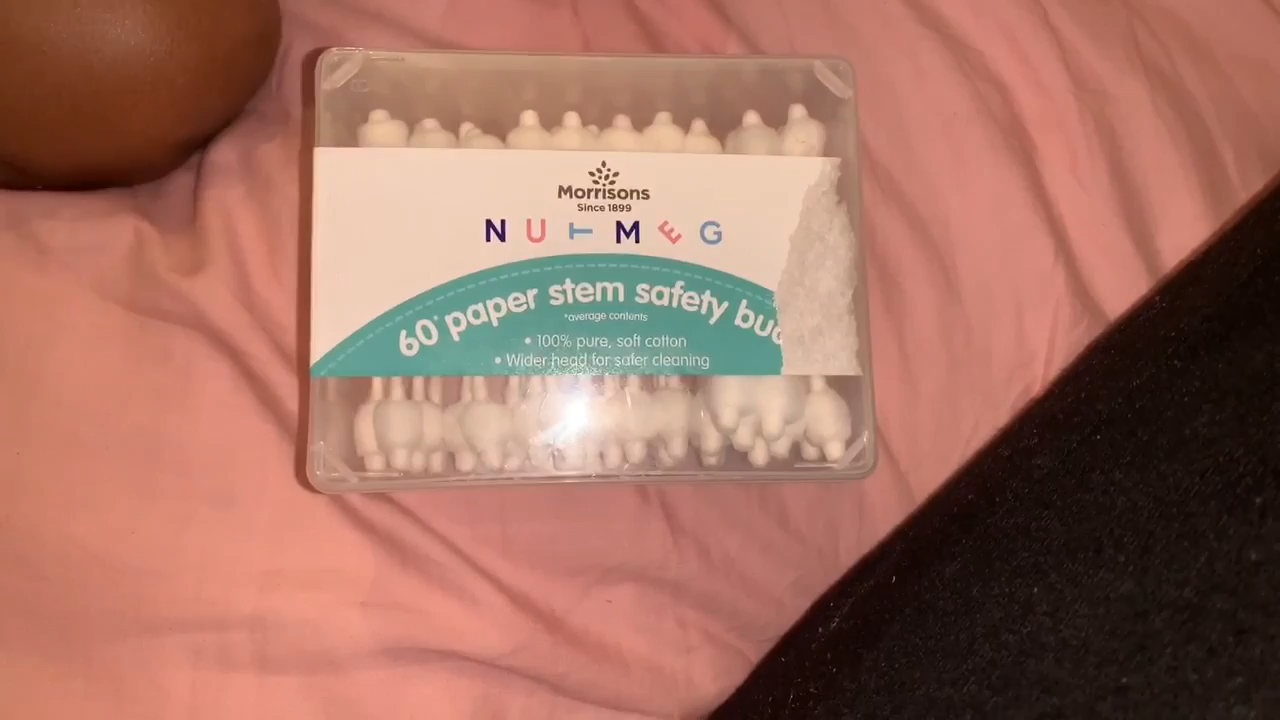 Morrisons
Since 1899
NUTMEG
60* paper stem safety
*average contents
• 100% pure, soft cotton
• Wider head for safer cleaning